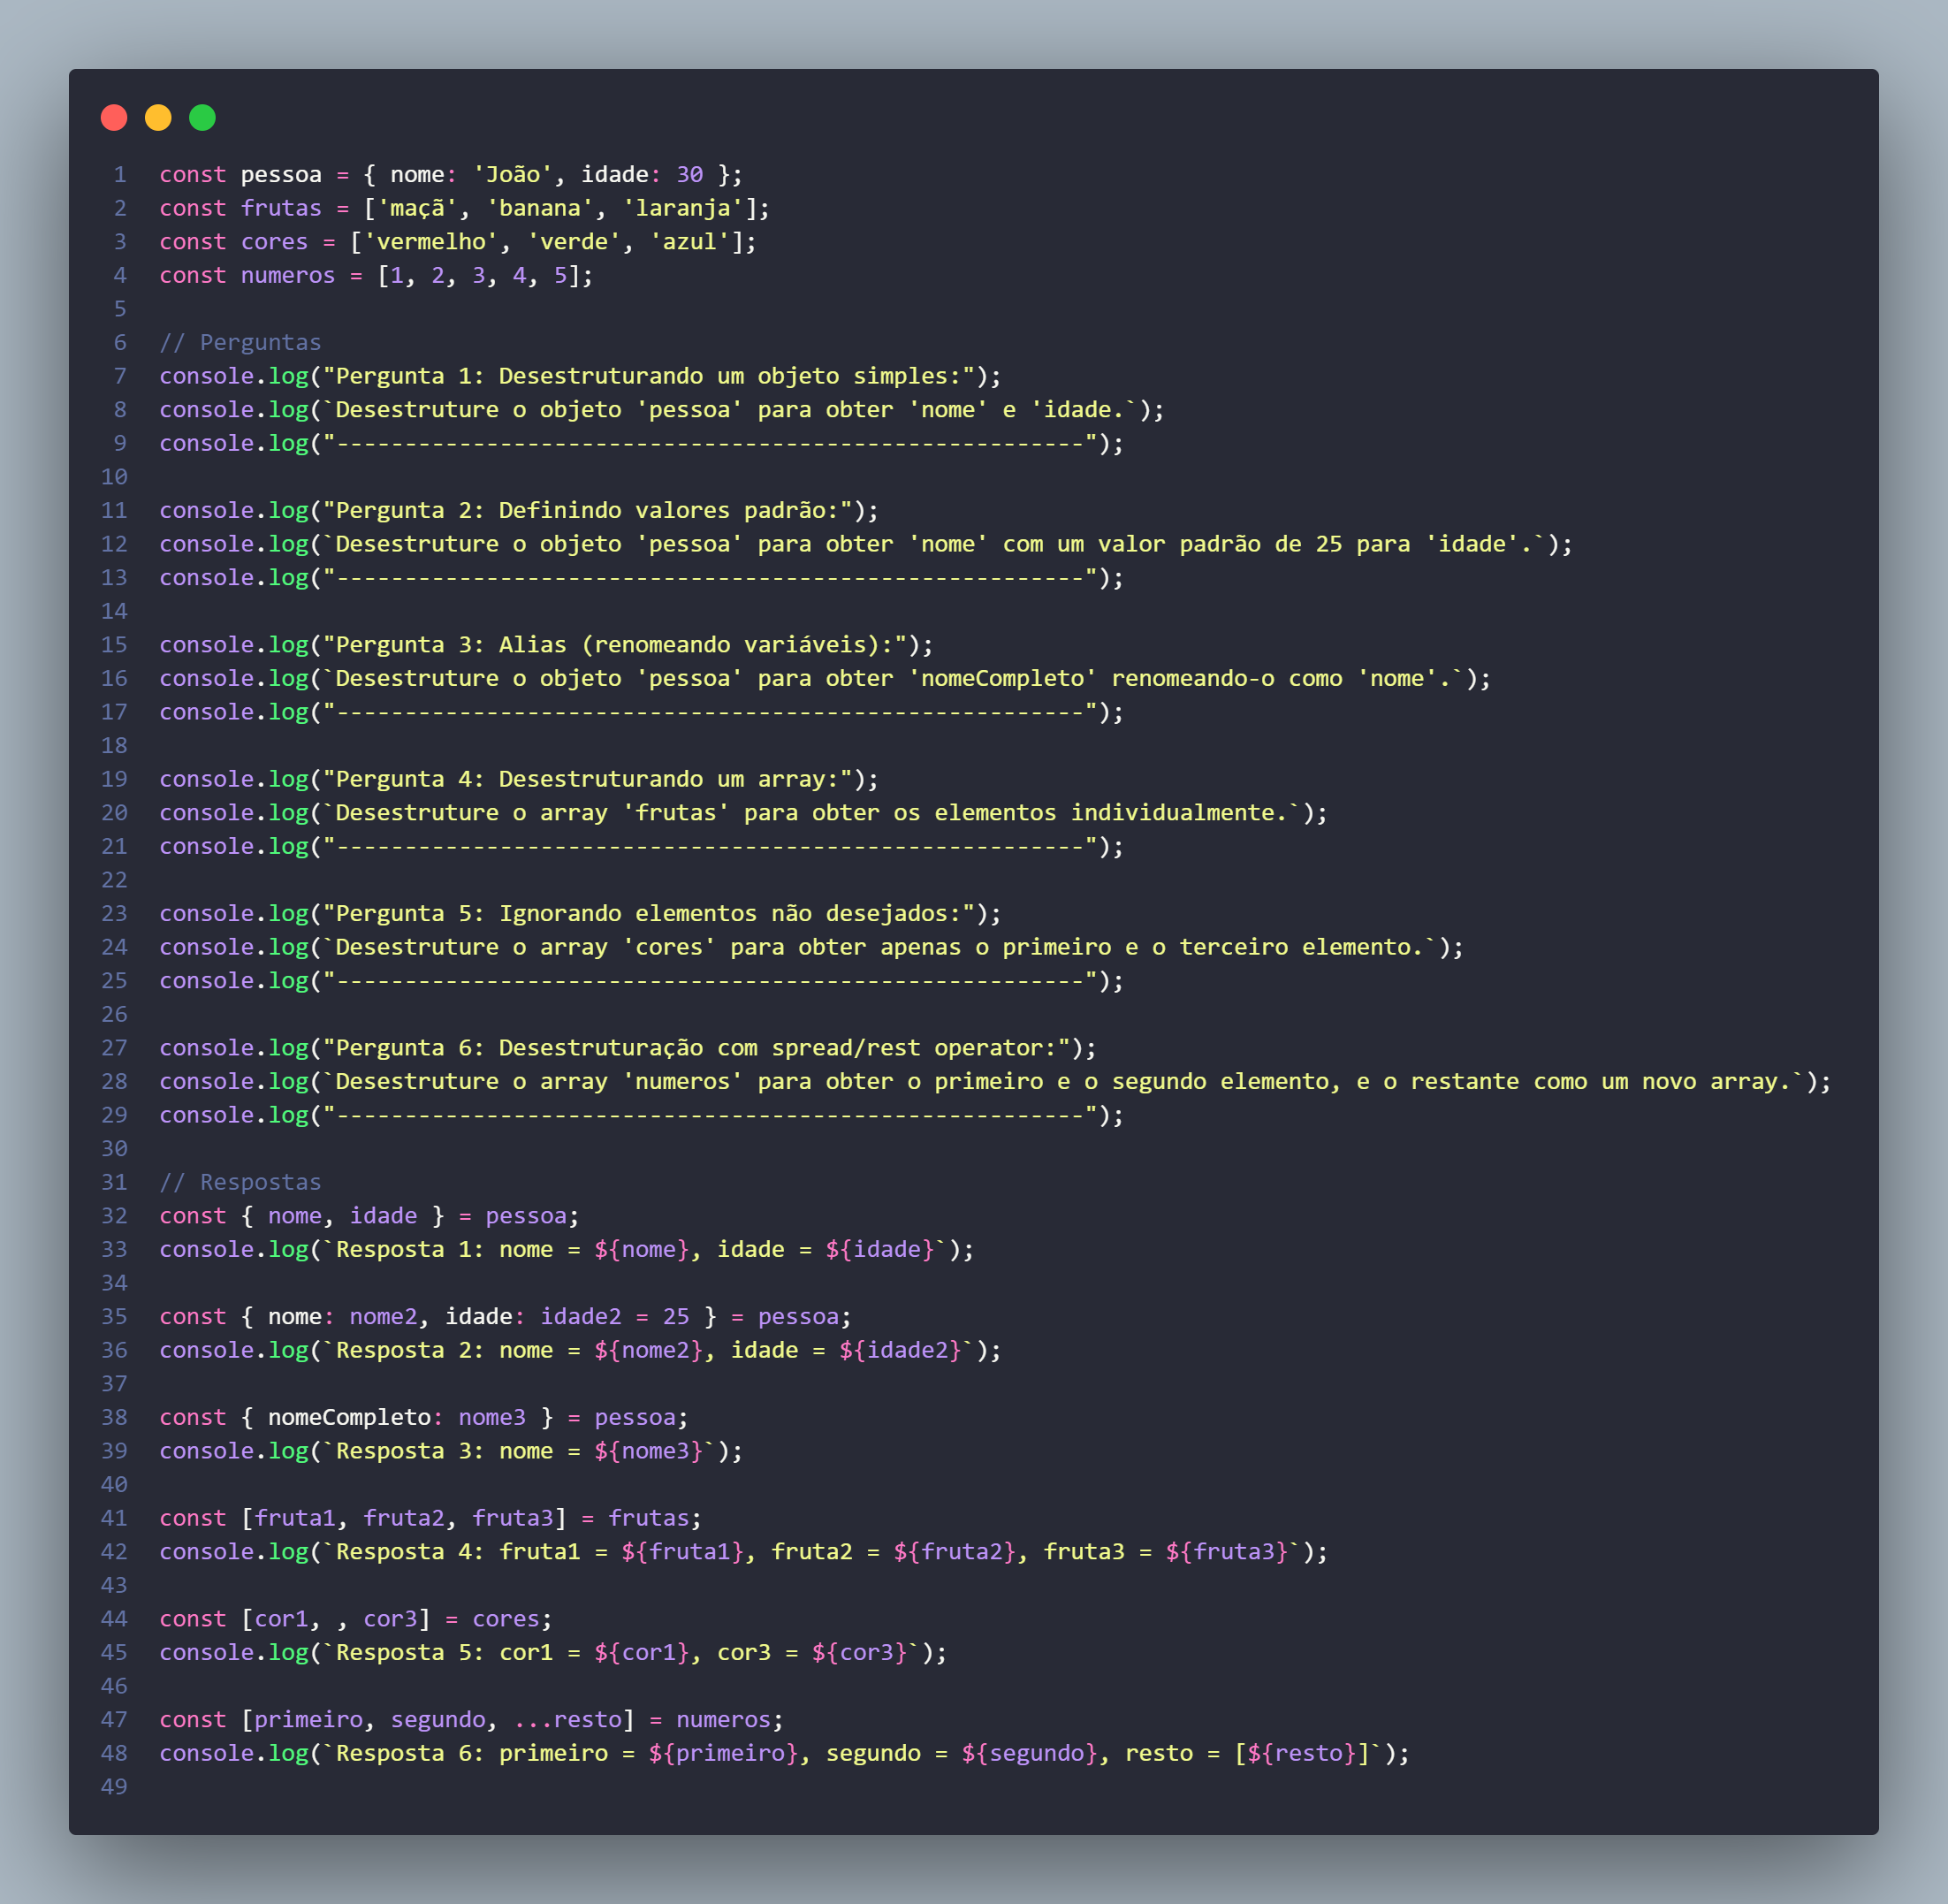 1 const pessoa = { nome: 'João', idade: 30 };
2 const frutas = ['maçã', 'banana', 'laranja'];
3 const cores = ['vermelho', 'verde', 'azul'];
4 const numeros = [1, 2, 3, 4, 5];
5
6 // Perguntas
7 console.log("Pergunta 1: Desestruturando um objeto simples:");
8 console.log(`Desestruture o objeto 'pessoa' para obter 'nome' e 'idade.`);
9 console.log("-------------------------------------------------------");
10
11 console.log("Pergunta 2: Definindo valores padrão:");
12 console.log(`Desestruture o objeto 'pessoa' para obter 'nome' com um valor padrão de 25 para 'idade'.`);
13 console.log("-------------------------------------------------------");
14
15 console.log("Pergunta 3: Alias (renomeando variáveis):");
16 console.log(`Desestruture o objeto 'pessoa' para obter 'nomeCompleto' renomeando-o como 'nome'.`);
17 console.log("-------------------------------------------------------");
18
19 console.log("Pergunta 4: Desestruturando um array:");
20 console.log(`Desestruture o array 'frutas' para obter os elementos individualmente.`);
21 console.log("-------------------------------------------------------");
22
23 console.log("Pergunta 5: Ignorando elementos não desejados:");
24 console.log(`Desestruture o array 'cores' para obter apenas o primeiro e o terceiro elemento.`);
25 console.log("-------------------------------------------------------");
26
27 console.log("Pergunta 6: Desestruturação com spread/rest operator:");
28 console.log(`Desestruture o array 'numeros' para obter o primeiro e o segundo elemento, e o restante como um novo array.`);
29 console.log("-------------------------------------------------------");
30
31 // Respostas
32 const { nome, idade } = pessoa;
33 console.log(`Resposta 1: nome = ${nome}, idade = ${idade}`);
34
35 const { nome: nome2, idade: idade2 = 25 } = pessoa;
36 console.log(`Resposta 2: nome = ${nome2}, idade = ${idade2}`);
37
38 const { nomeCompleto: nome3 } = pessoa;
39 console.log(`Resposta 3: nome = ${nome3}`);
40
41 const [fruta1, fruta2, fruta3] = frutas;
42 console.log(`Resposta 4: fruta1 = ${fruta1}, fruta2 = ${fruta2}, fruta3 = ${fruta3}`);
43
44 const [cor1, , cor3] = cores;
45 console.log(`Resposta 5: cor1 = ${cor1}, cor3 = ${cor3}`);
46
47 const [primeiro, segundo, ...resto] = numeros;
48 console.log(`Resposta 6: primeiro = ${primeiro}, segundo = ${segundo}, resto = [${resto}]`);
49